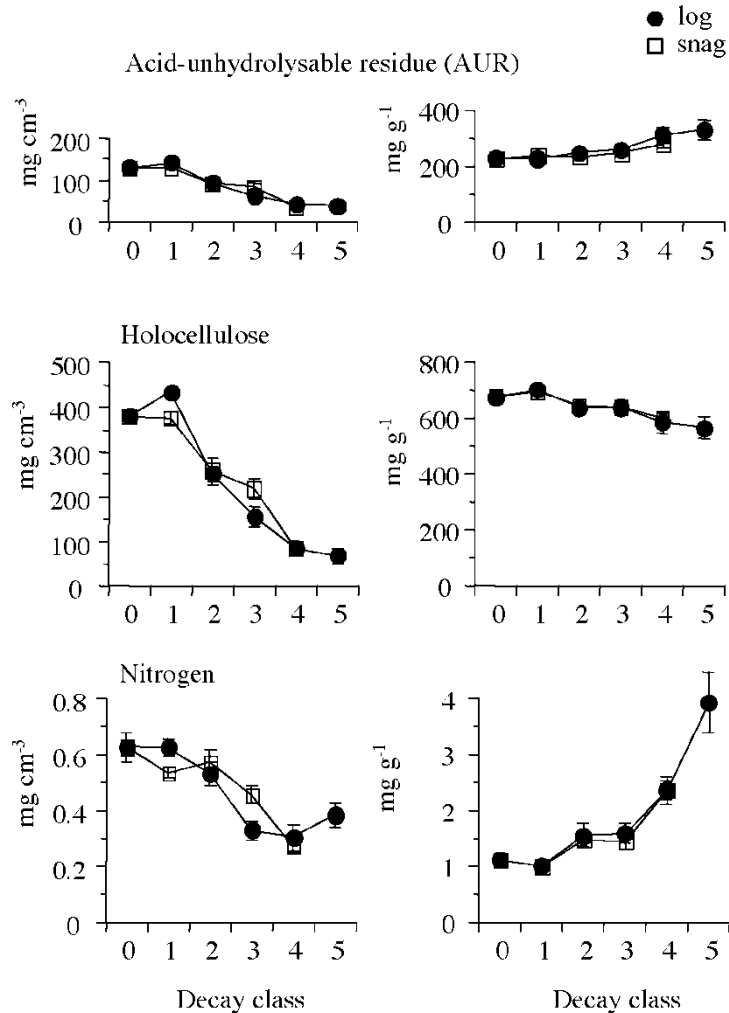 log
snag
Acid-unhydrolysable residue (AUR)
mg cm⁻³
200
100
0
0 1 2 3 4 5
mg g⁻¹
400
200
0
0 1 2 3 4 5
Holocellulose
mg cm⁻³
500
400
300
200
100
0
0 1 2 3 4 5
mg g⁻¹
800
600
400
200
0
0 1 2 3 4 5
Nitrogen
mg cm⁻³
0.8
0.6
0.4
0.2
0
0 1 2 3 4 5
Decay class
mg g⁻¹
4
3
2
1
0
0 1 2 3 4 5
Decay class